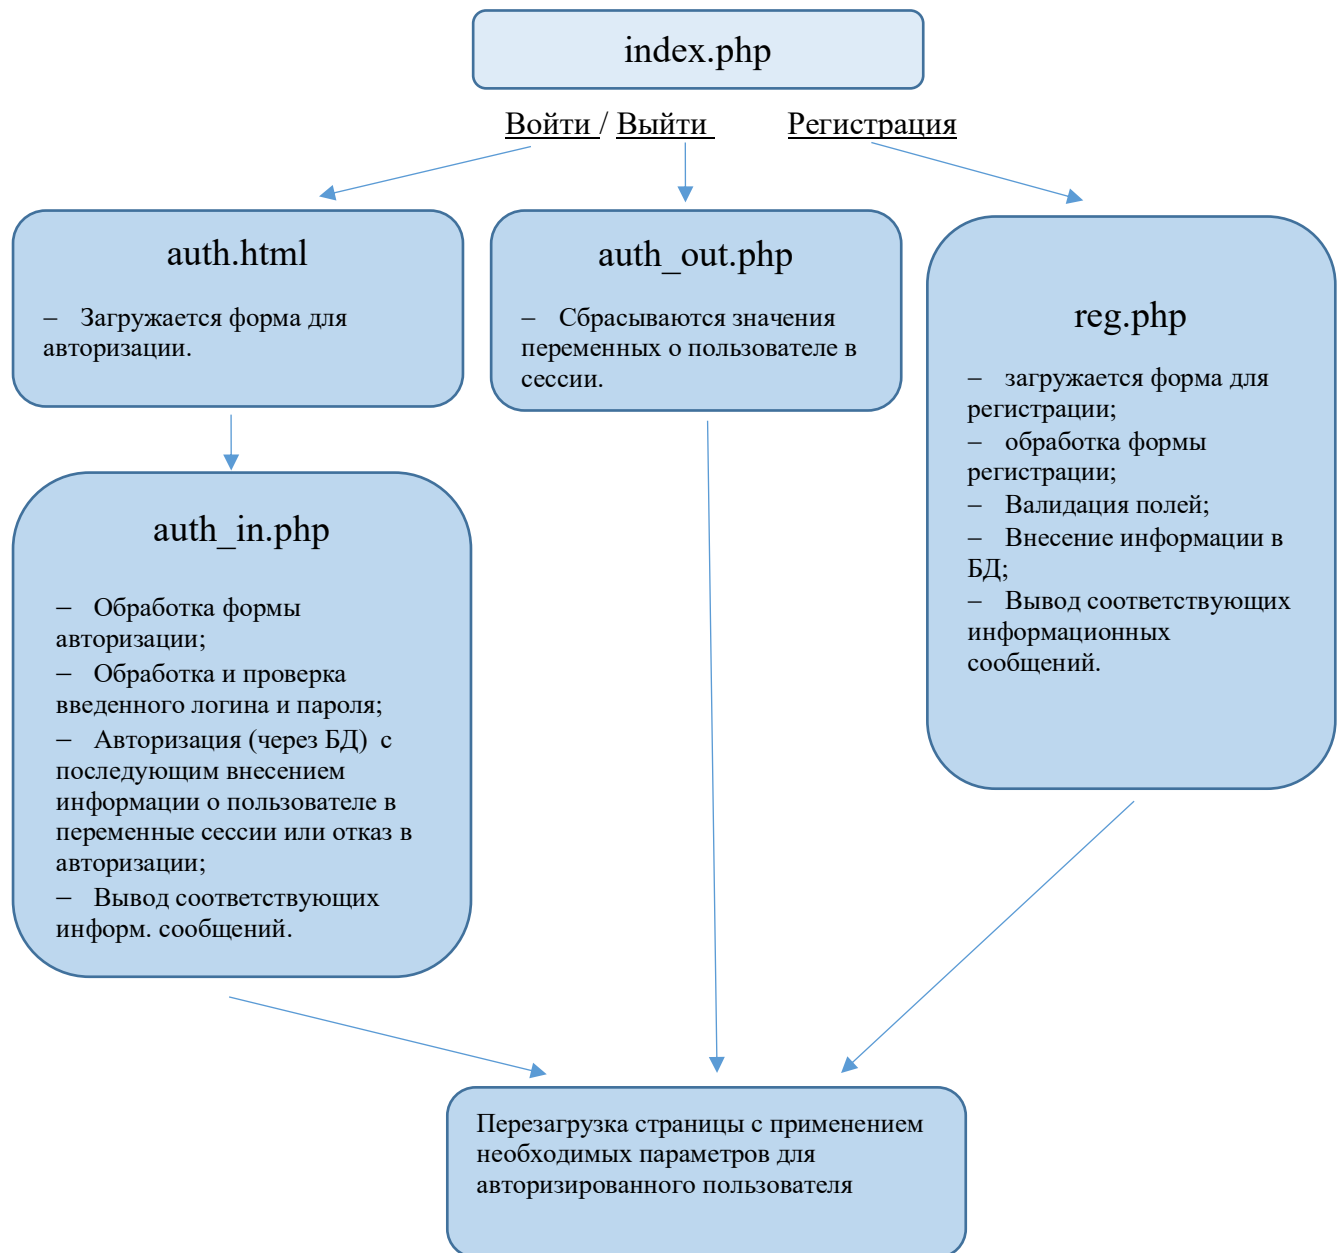 index.php
Войти / Выйти Регистрация
auth.html
– Загружается форма для
авторизации.
auth_out.php
– Сбрасываются значения
переменных о пользователе в
сессии.
reg.php
– загружается форма для
регистрации;
– обработка формы
регистрации;
– Валидация полей;
– Внесение информации в
БД;
– Вывод соответствующих
информационных
сообщений.
auth_in.php
– Обработка формы
авторизации;
– Обработка и проверка
введенного логина и пароля;
– Авторизация (через БД) с
последующим внесением
информации о пользователе в
переменные сессии или отказ в
авторизации;
– Вывод соответствующих
информ. сообщений.
Перезагрузка страницы с применением
необходимых параметров для
авторизированного пользователя